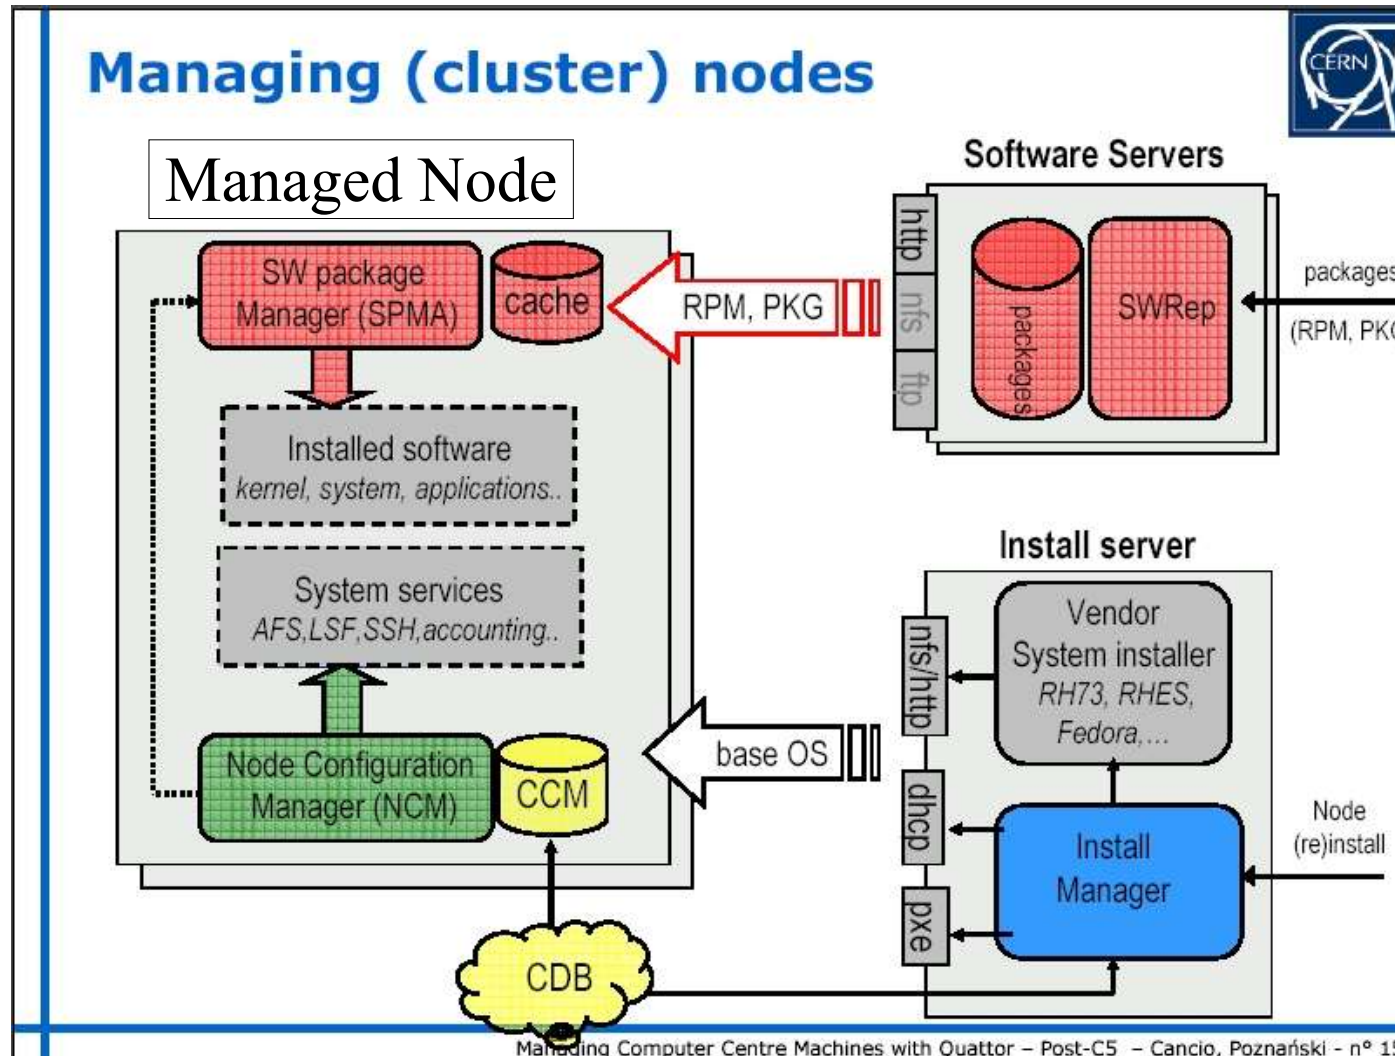 Managing (cluster) nodes
CERN
Managed Node
SW package
Manager (SPMA)
cache
RPM, PKG
Installed software
kernel, system, applications..
System services
AFS,LSF,SSH,accounting..
Node Configuration
Manager (NCM)
CCM
base OS
CDB
Software Servers
http
nfs
ftp
packages
SWRep
packages
(RPM, PKG
Install server
nfs/http
dhcp
pxe
Vendor
System installer
RH73, RHES,
Fedora,...
Install
Manager
Node
(re)install
Managing Computer Centre Machines with Quattor – Post-C5 – Cancio, Poznański - n° 1